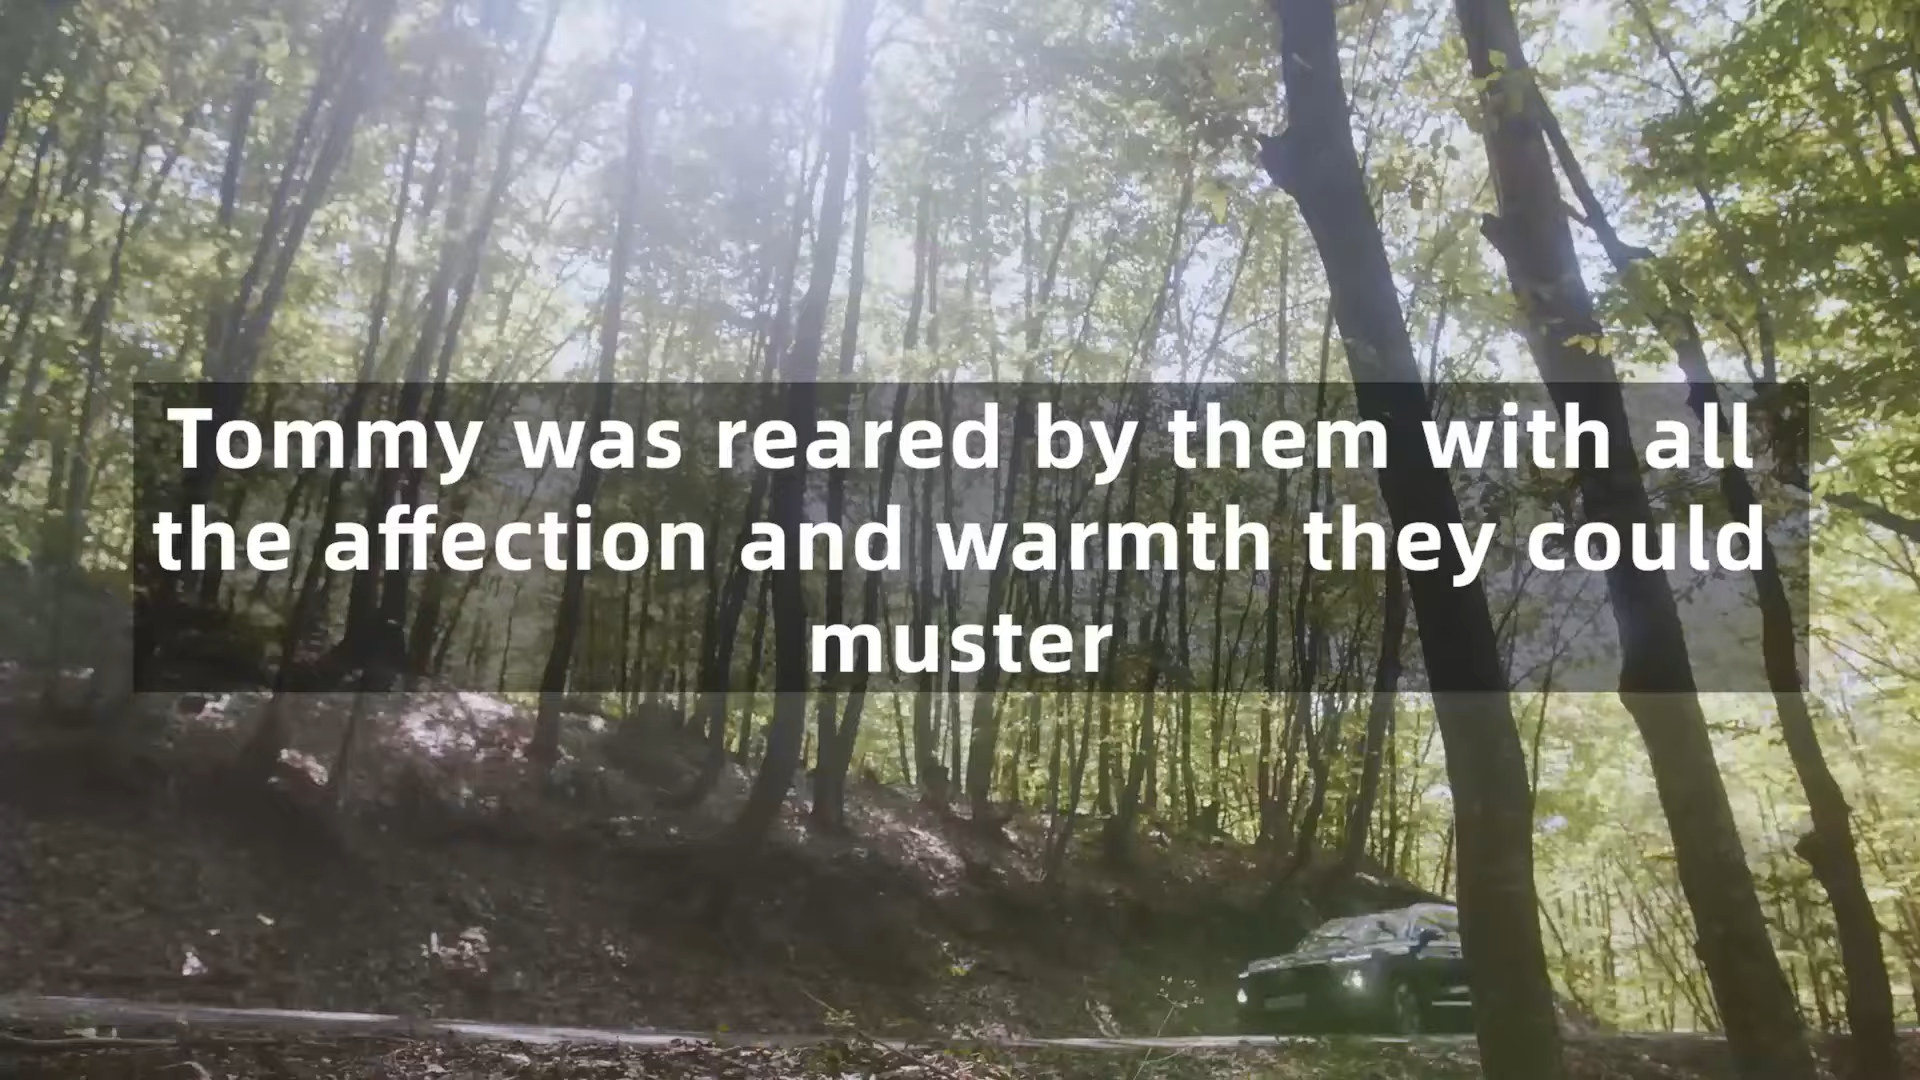 Tommy was reared by them with all
the affection and warmth they could
muster